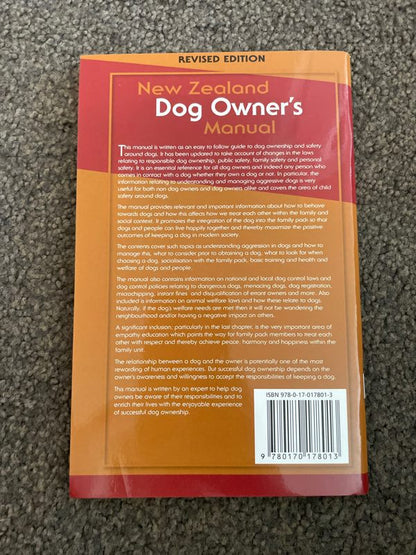 REVISED EDITION
New Zealand
Dog Owner's
Manual
This manual is written as an easy to follow guide to dog ownership and safety
around dogs. It has been updated to take account of changes in the laws
relating to responsible dog ownership, public safety, family safety and personal
safety. It is an essential reference for all dog owners and indeed any person who
comes in contact with a dog whether they own a dog or not. In particular, the
information relating to understanding and managing aggressive dogs is very
useful for both non dog owners and dog owners alike and covers the area of child
safety around dogs.
The manual provides relevant and important information about how to behave
towards dogs and how this affects how we treat each other within the family and
social context. It promotes the integration of the dog into the family pack so that
dogs and people can live happily together and thereby maximise the positive
outcomes of keeping a dog in modern society.
The contents cover such topics as understanding aggression in dogs and how to
manage this, what to consider prior to obtaining a dog, what to look for when
choosing a dog, socialisation with the family pack, basic training and health and
welfare of dogs and people.
The manual also contains information on national and local dog control laws and
dog control policies relating to dangerous dogs, menacing dogs, dog registration,
microchipping, instant fines and disqualification of errant owners and more. Also
included is information on animal welfare laws and how these relate to dogs.
Naturally, if the dog's welfare needs are met then it will not be wandering the
neighbourhood and/or having a negative impact on others.
A significant inclusion, particularly in the last chapter, is the very important area of
empathy education which points the way for family pack members to treat each
other with respect and thereby achieve peace, harmony and happiness within the
family unit.
The relationship between a dog and the owner is potentially one of the most
rewarding of human experiences. But successful dog ownership depends on the
owner's awareness and willingness to accept the responsibilities of keeping a dog.
This manual is written by an expert to help dog
owners be aware of their responsibilities and to
enrich their lives with the enjoyable experience
of successful dog ownership.
ISBN 978-0-17-017801-3
9 780170 178013